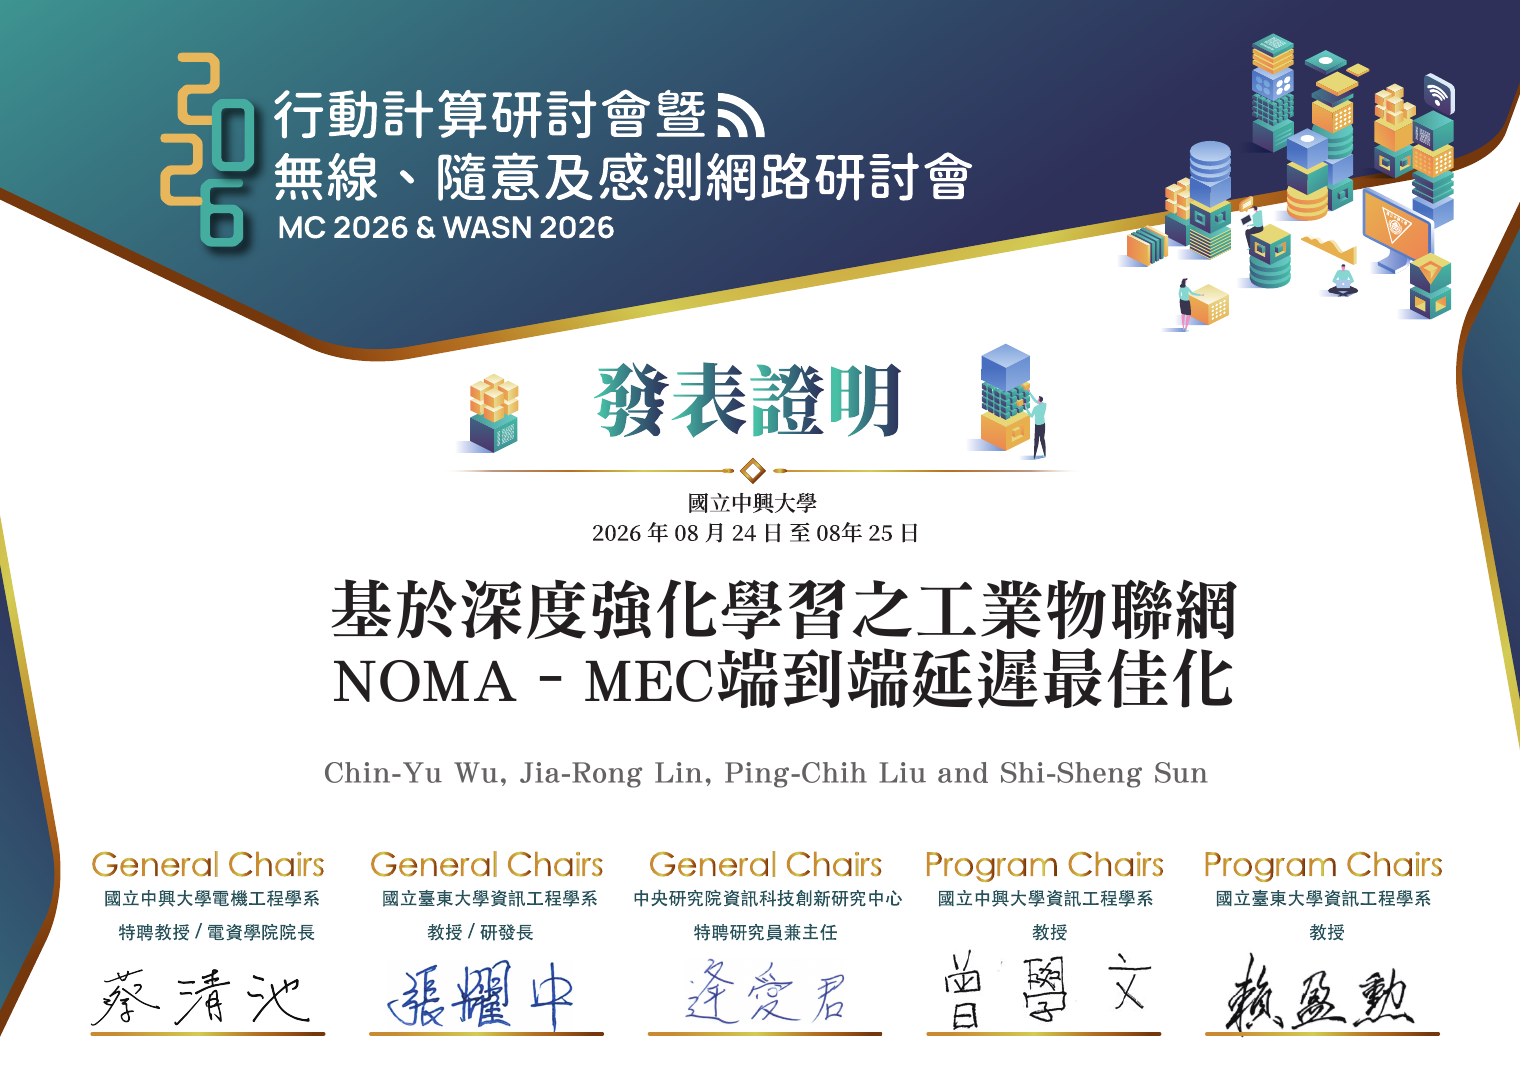 2026
行動計算研討會暨
無線、隨意及感測網路研討會
MC 2026 & WASN 2026
發表證明
國立中興大學
2026 年 08 月 24 日 至 08年 25 日
基於深度強化學習之工業物聯網
NOMA - MEC端到端延遲最佳化
Chin-Yu Wu, Jia-Rong Lin, Ping-Chih Liu and Shi-Sheng Sun
General Chairs
國立中興大學電機工程學系
特聘教授 / 電資學院院長
蔡清池
General Chairs
國立臺東大學資訊工程學系
教授 / 研發長
張耀中
General Chairs
中央研究院資訊科技創新研究中心
特聘研究員兼主任
逄愛君
Program Chairs
國立中興大學資訊工程學系
教授
曾學文
Program Chairs
國立臺東大學資訊工程學系
教授
賴盈勳